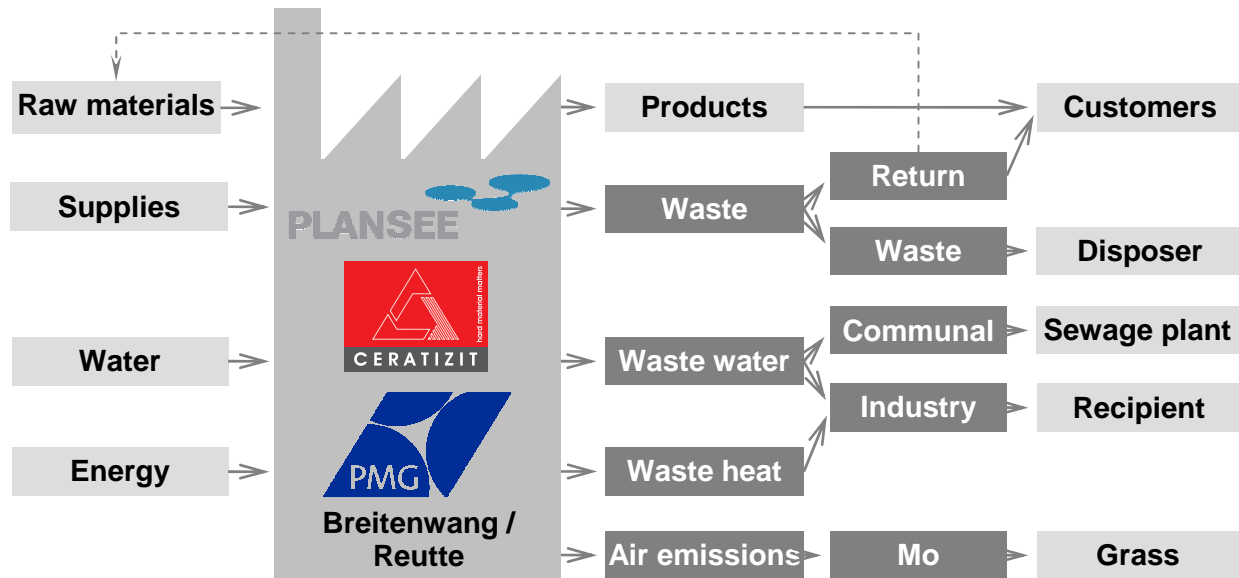 Raw materials
Products
Customers
Return
Supplies
Waste
PLANSEE
Waste
Disposer
hard material matters
Communal
Sewage plant
Water
CERATIZIT
Waste water
Industry
Recipient
Energy
PMG
Waste heat
Breitenwang /
Reutte
Air emissions
Mo
Grass